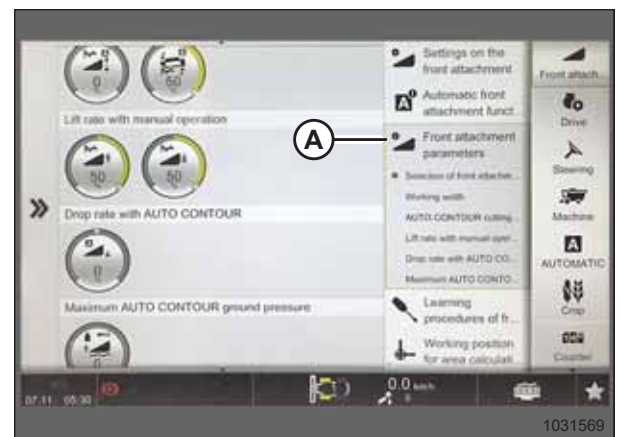 0
50
Lift rate with manual operation
50
50
Drop rate with AUTO CONTOUR
0
Maximum AUTO CONTOUR ground pressure
Settings on the
front attachment
Automatic front
attachment funct...
A
Front attachment
parameters
Selection of front attachm...
Working width
AUTO CONTOUR cutting...
Lift rate with manual oper...
Drop rate with AUTO CO...
Maximum AUTO CONTO...
Learning
procedures of fr...
Working position
for area calculati...
Front attach...
Drive
Steering
Machine
A
AUTOMATIC
Crop
Counter
07.11 05:30
0.0 km/h
1031569